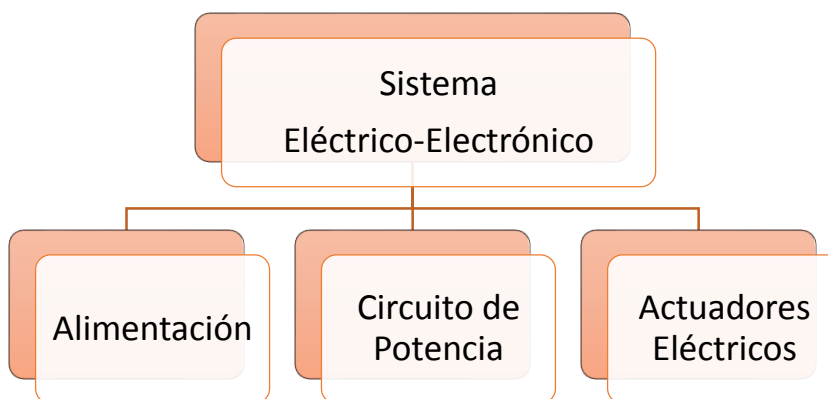 Sistema
Eléctrico-Electrónico
Alimentación
Circuito de
Potencia
Actuadores
Eléctricos